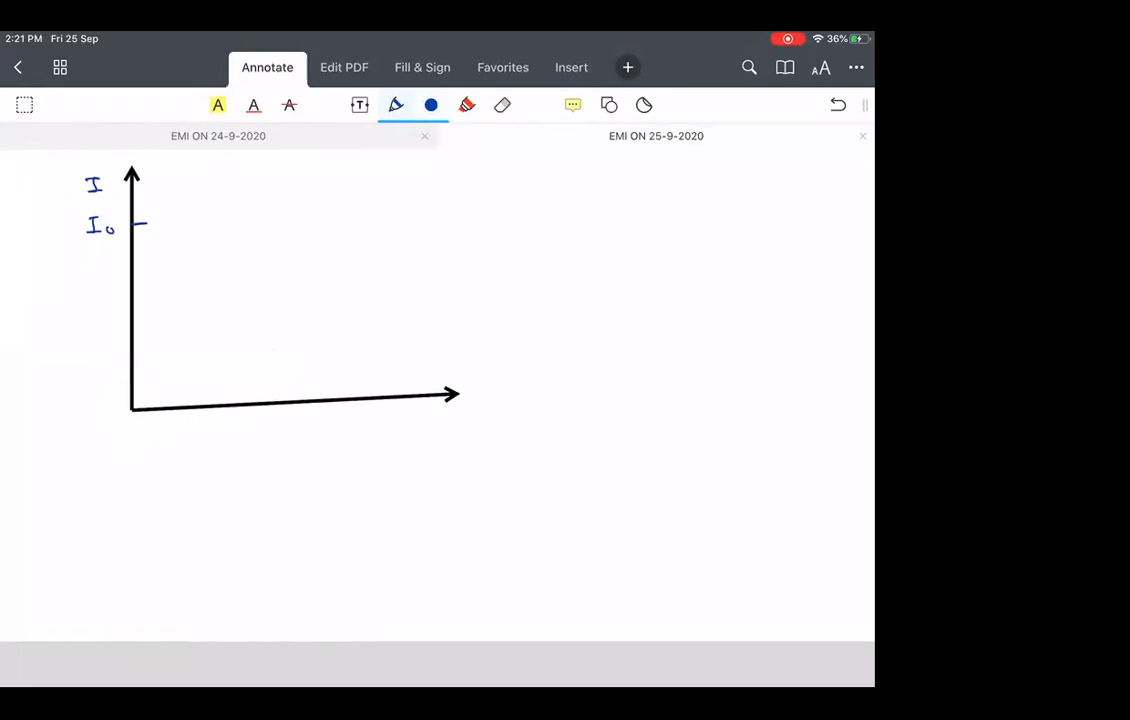 2:21 PM Fri 25 Sep 36%
Annotate Edit PDF Fill & Sign Favorites Insert
A A A T AA
EMI ON 24-9-2020 EMI ON 25-9-2020
I
I₀